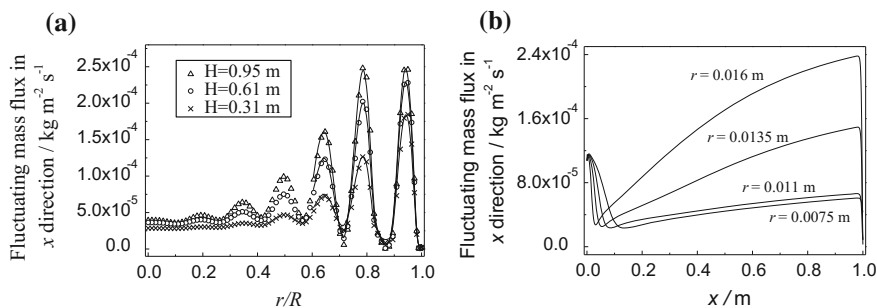 (a)
Fluctuating mass flux in
x direction / kg m⁻² s⁻¹
2.5x10⁻⁴
2.0x10⁻⁴
1.5x10⁻⁴
1.0x10⁻⁴
5.0x10⁻⁵
0.0
△ H=0.95 m
○ H=0.61 m
× H=0.31 m
0.0 0.2 0.4 0.6 0.8 1.0
r/R
(b)
Fluctuating mass flux in
x direction / kg m⁻² s⁻¹
2.4x10⁻⁴
1.6x10⁻⁴
8.0x10⁻⁵
0.0
r = 0.016 m
r = 0.0135 m
r = 0.011 m
r = 0.0075 m
0.0 0.2 0.4 0.6 0.8 1.0
x / m